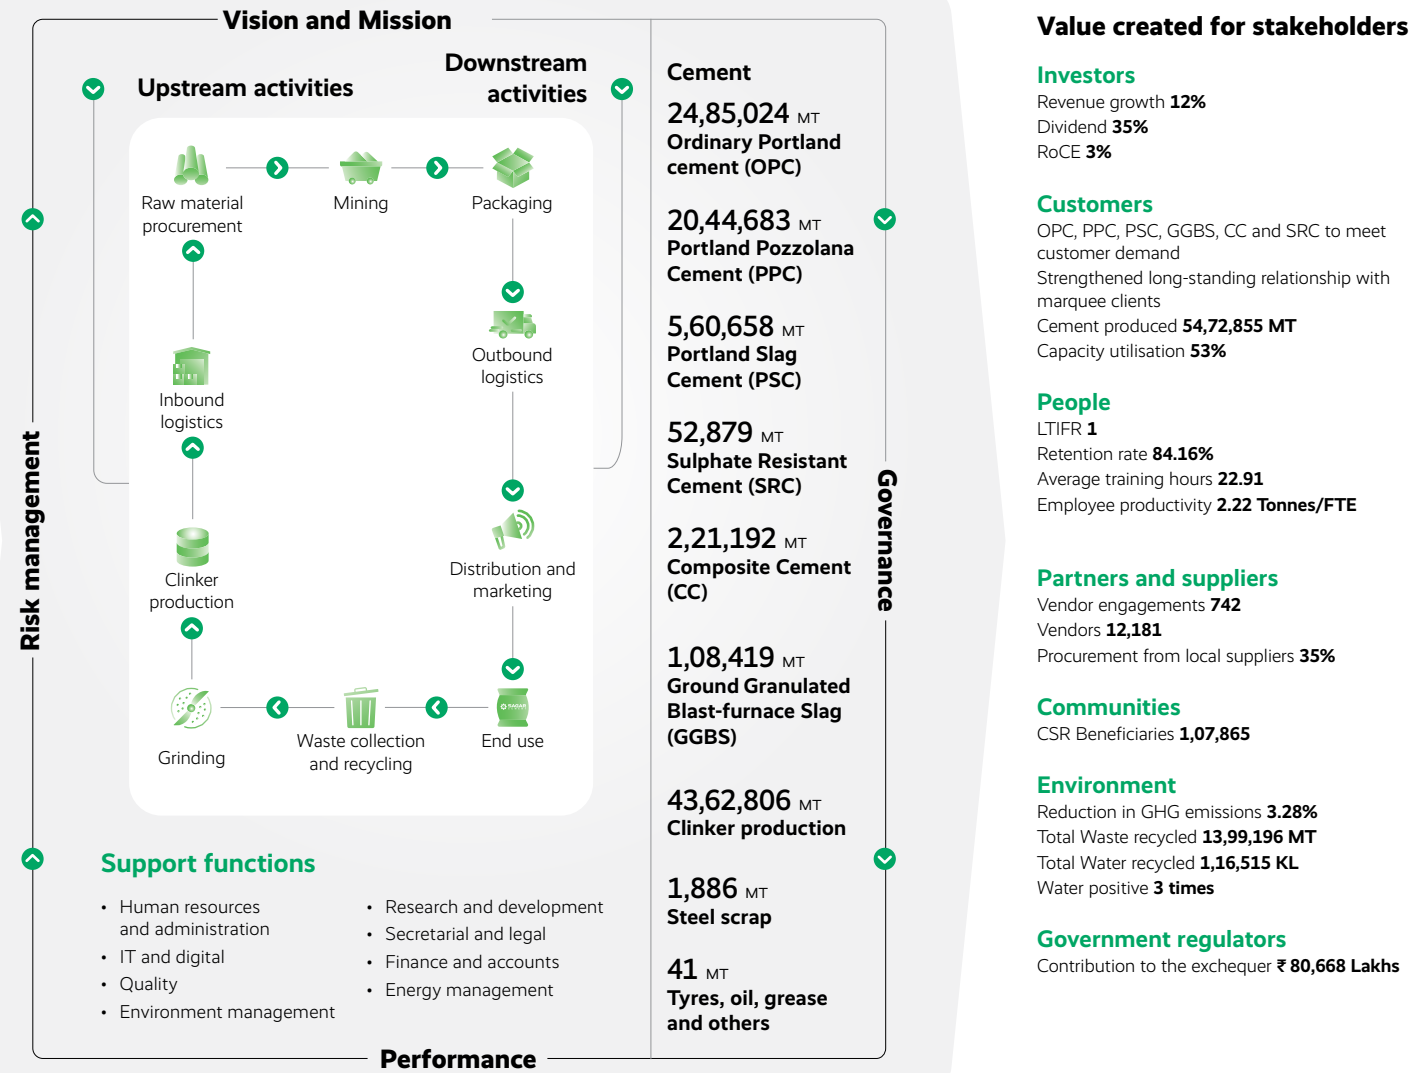 Vision and Mission
Upstream activities
Downstream
activities
Raw material
procurement
Mining
Packaging
Inbound
logistics
Outbound
logistics
Clinker
production
Distribution and
marketing
Grinding
Waste collection
and recycling
RAGAR
End use
Risk management
Support functions
• Human resources
and administration
• IT and digital
• Quality
• Environment management
• Research and development
• Secretarial and legal
• Finance and accounts
• Energy management
Performance
Cement
24,85,024 MT
Ordinary Portland
cement (OPC)
20,44,683 MT
Portland Pozzolana
Cement (PPC)
5,60,658 MT
Portland Slag
Cement (PSC)
52,879 MT
Sulphate Resistant
Cement (SRC)
2,21,192 MT
Composite Cement
(CC)
1,08,419 MT
Ground Granulated
Blast-furnace Slag
(GGBS)
43,62,806 MT
Clinker production
1,886 MT
Steel scrap
41 MT
Tyres, oil, grease
and others
Governance
Value created for stakeholders
Investors
Revenue growth 12%
Dividend 35%
RoCE 3%
Customers
OPC, PPC, PSC, GGBS, CC and SRC to meet
customer demand
Strengthened long-standing relationship with
marquee clients
Cement produced 54,72,855 MT
Capacity utilisation 53%
People
LTIFR 1
Retention rate 84.16%
Average training hours 22.91
Employee productivity 2.22 Tonnes/FTE
Partners and suppliers
Vendor engagements 742
Vendors 12,181
Procurement from local suppliers 35%
Communities
CSR Beneficiaries 1,07,865
Environment
Reduction in GHG emissions 3.28%
Total Waste recycled 13,99,196 MT
Total Water recycled 1,16,515 KL
Water positive 3 times
Government regulators
Contribution to the exchequer ₹ 80,668 Lakhs